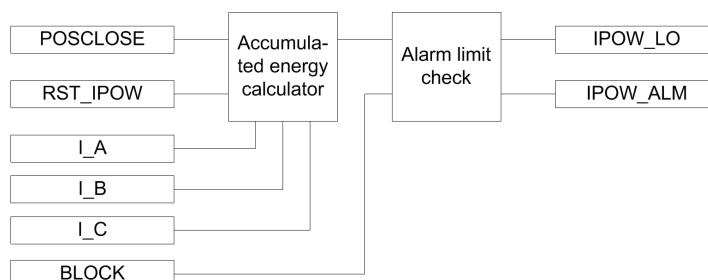 POSCLOSE
RST_IPOW
I_A
I_B
I_C
BLOCK
Accumula-
ted energy
calculator
Alarm limit
check
IPOW_LO
IPOW_ALM